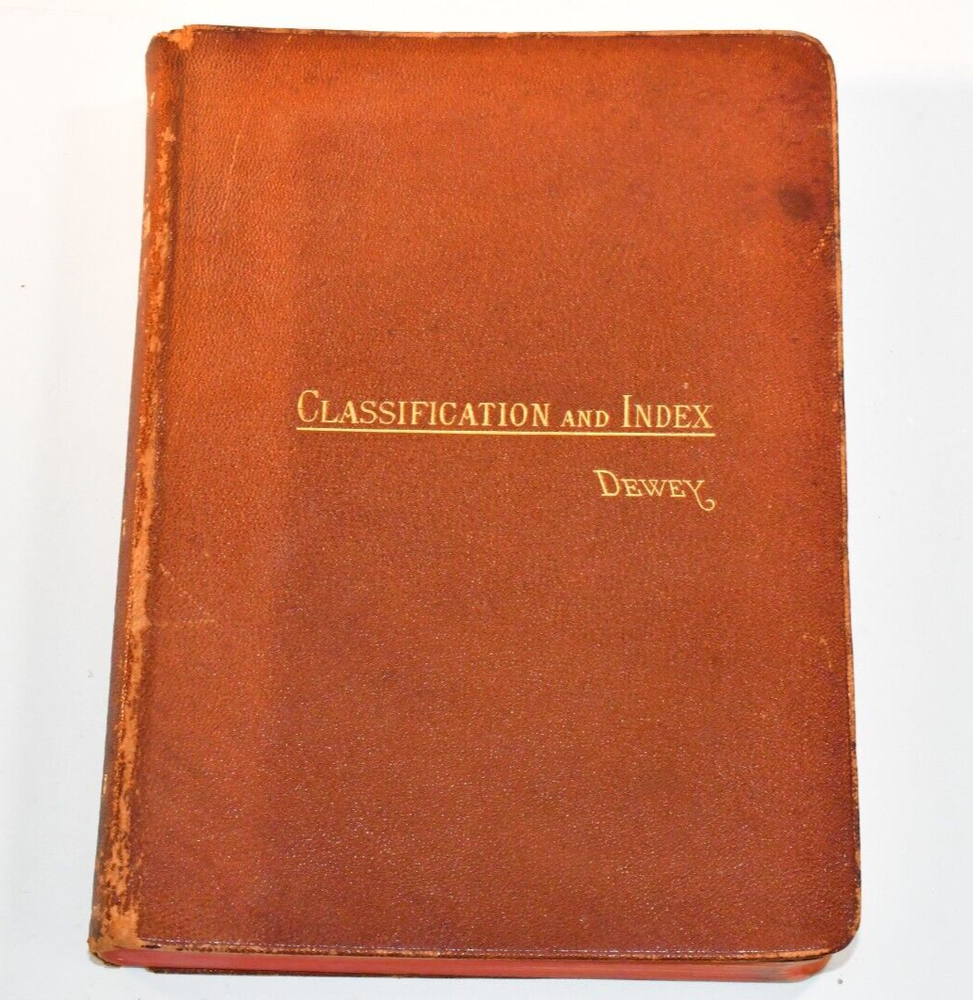 Classification and Index
Dewey